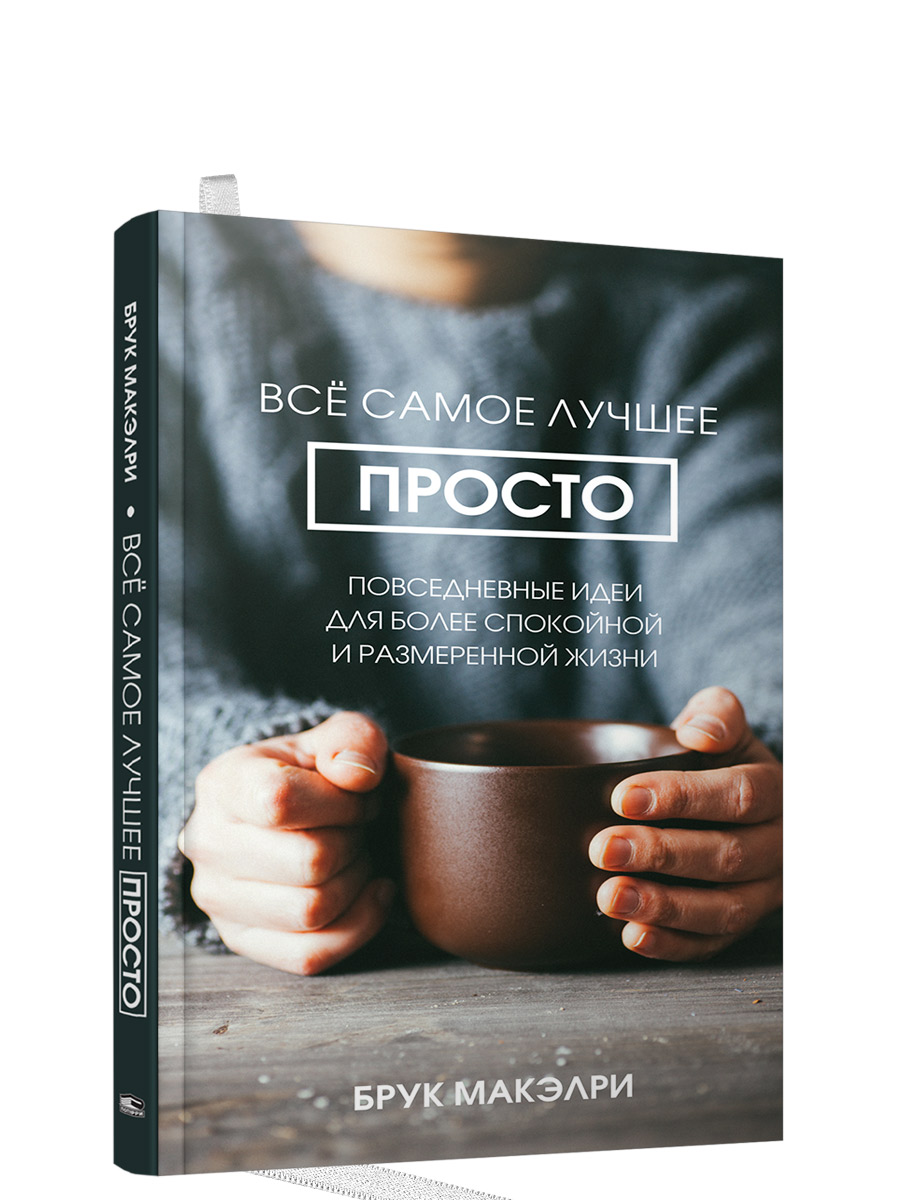 ВСЁ САМОЕ ЛУЧШЕЕ
ПРОСТО
ПОВСЕДНЕВНЫЕ ИДЕИ
ДЛЯ БОЛЕЕ СПОКОЙНОЙ
И РАЗМЕРЕННОЙ ЖИЗНИ
БРУК МАКЭЛРИ
БРУК МАКЭЛРИ • ВСЁ САМОЕ ЛУЧШЕЕ ПРОСТО